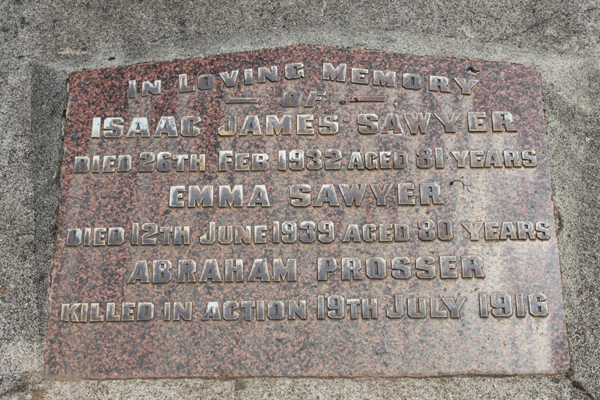 IN LOVING MEMORY
OF
ISAAC JAMES SAWYER
DIED 26TH FEB 1932 AGED 81 YEARS
EMMA SAWYER
DIED 12TH JUNE 1939 AGED 80 YEARS
ABRAHAM PROSSER
KILLED IN ACTION 19TH JULY 1916